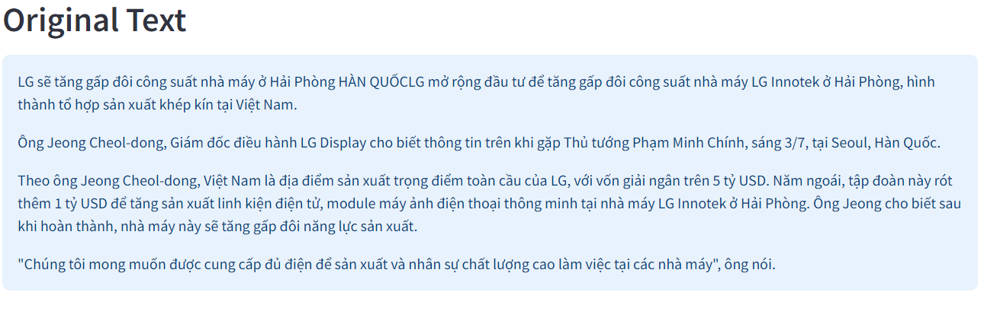 Original Text
LG sẽ tăng gấp đôi công suất nhà máy ở Hải Phòng HÀN QUỐCLG mở rộng đầu tư để tăng gấp đôi công suất nhà máy LG Innotek ở Hải Phòng, hình
thành tổ hợp sản xuất khép kín tại Việt Nam.
Ông Jeong Cheol-dong, Giám đốc điều hành LG Display cho biết thông tin trên khi gặp Thủ tướng Phạm Minh Chính, sáng 3/7, tại Seoul, Hàn Quốc.
Theo ông Jeong Cheol-dong, Việt Nam là địa điểm sản xuất trọng điểm toàn cầu của LG, với vốn giải ngân trên 5 tỷ USD. Năm ngoái, tập đoàn này rót
thêm 1 tỷ USD để tăng sản xuất linh kiện điện tử, module máy ảnh điện thoại thông minh tại nhà máy LG Innotek ở Hải Phòng. Ông Jeong cho biết sau
khi hoàn thành, nhà máy này sẽ tăng gấp đôi năng lực sản xuất.
"Chúng tôi mong muốn được cung cấp đủ điện để sản xuất và nhân sự chất lượng cao làm việc tại các nhà máy", ông nói.